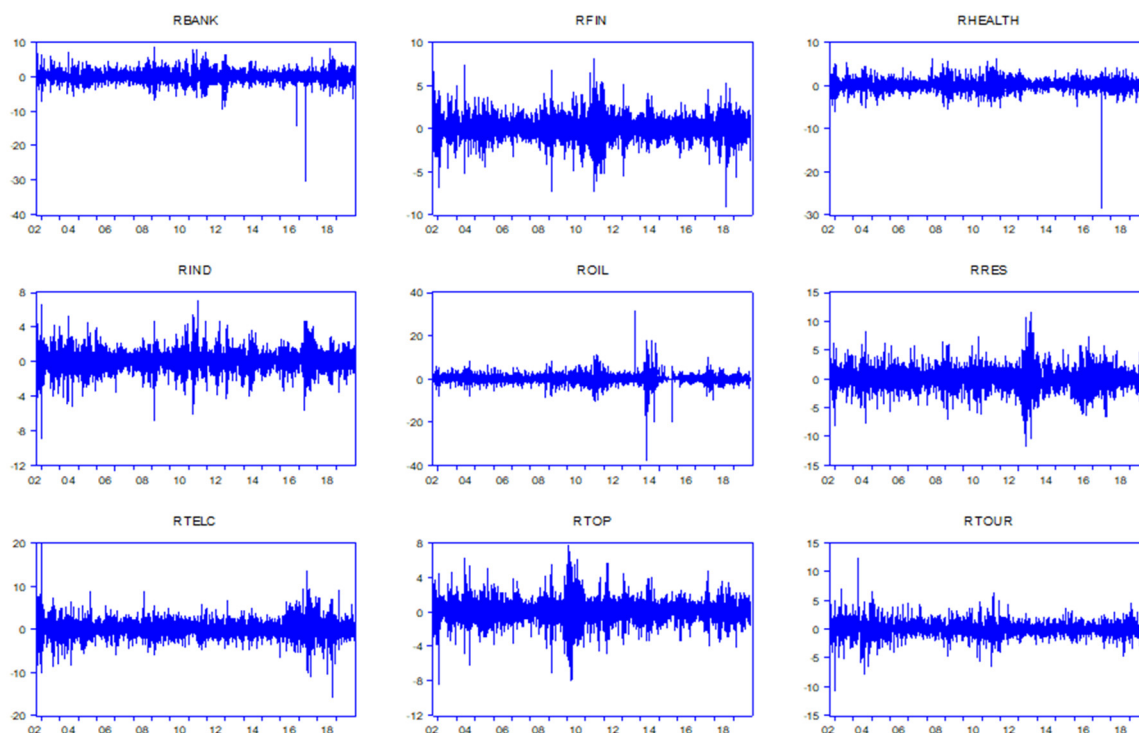 RBANK RFIN RHEALTH
10 10 10
0 5 0
-10 0 -10
-20 -5 -20
-30 -10 -30
-40
02 04 06 08 10 12 14 16 18 02 04 06 08 10 12 14 16 18 02 04 06 08 10 12 14 16 18
RIND ROIL RRES
8 40 15
4 20 10
0 0 5
-4 -20 0
-8 -40 -5
-12 -10
-15
02 04 06 08 10 12 14 16 18 02 04 06 08 10 12 14 16 18 02 04 06 08 10 12 14 16 18
RTELC RTOP RTOUR
20 8 15
10 4 10
0 0 5
-10 -4 0
-20 -8 -5
-12 -10
-15
02 04 06 08 10 12 14 16 18 02 04 06 08 10 12 14 16 18 02 04 06 08 10 12 14 16 18